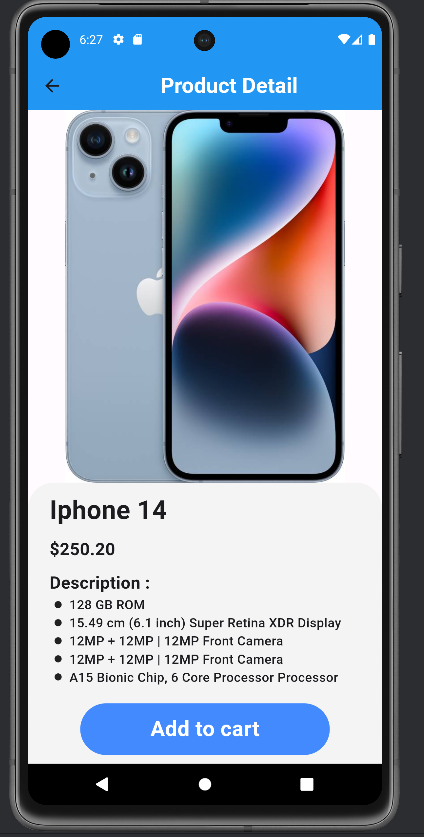 6:27
Product Detail
Iphone 14
$250.20
Description :
128 GB ROM
15.49 cm (6.1 inch) Super Retina XDR Display
12MP + 12MP | 12MP Front Camera
12MP + 12MP | 12MP Front Camera
A15 Bionic Chip, 6 Core Processor Processor
Add to cart